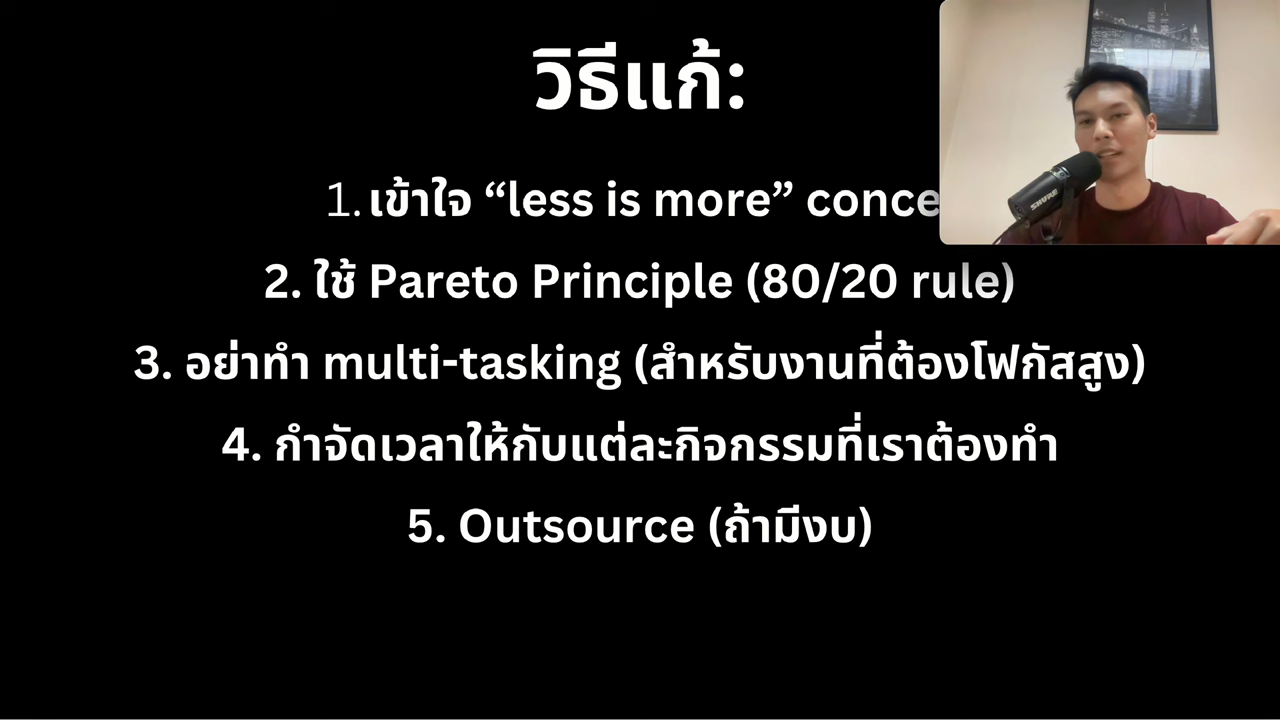 วิธีแก้:
1. เข้าใจ “less is more” conce
2. ใช้ Pareto Principle (80/20 rule)
3. อย่าทำ multi-tasking (สำหรับงานที่ต้องโฟกัสสูง)
4. กำจัดเวลาให้กับแต่ละกิจกรรมที่เราต้องทำ
5. Outsource (ถ้ามีงบ)
SHURE